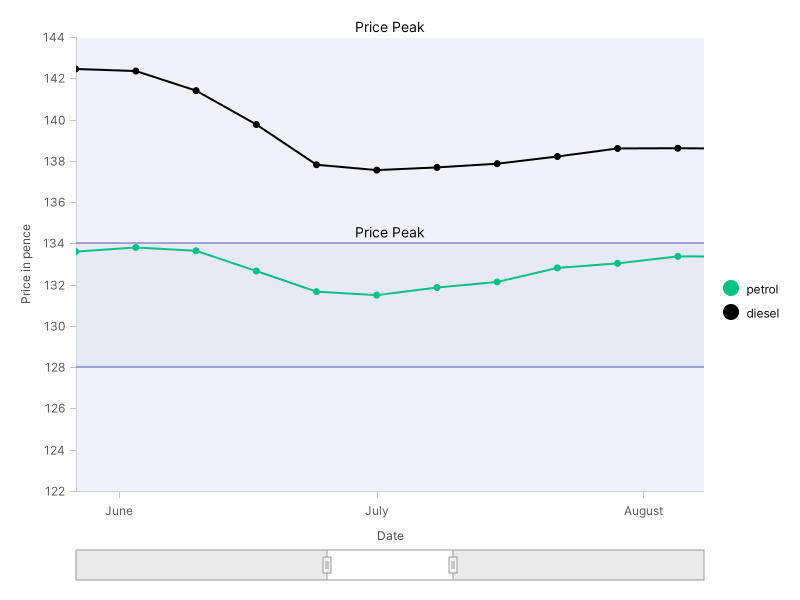 Price Peak
144
142
140
138
136
134
132
130
128
126
124
122
Price in pence
Price Peak
June
July
August
Date
petrol
diesel